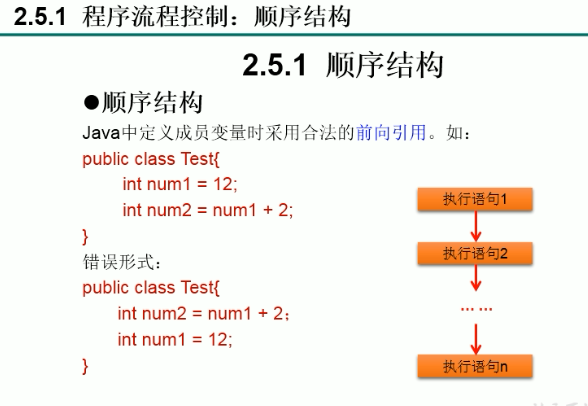 2.5.1 程序流程控制：顺序结构
2.5.1 顺序结构
●顺序结构
Java中定义成员变量时采用合法的前向引用。如：
public class Test{
int num1 = 12;
int num2 = num1 + 2;
}
错误形式：
public class Test{
int num2 = num1 + 2；
int num1 = 12;
}
执行语句1
执行语句2
……
执行语句n